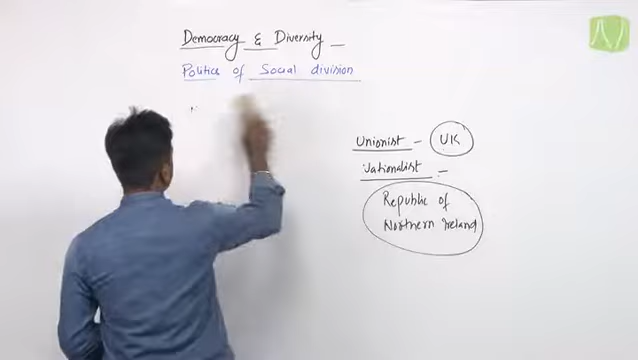 Democracy & Diversity -
Politics of Social division
Unionist - UK
Nationalist -
Republic of
Northern Ireland